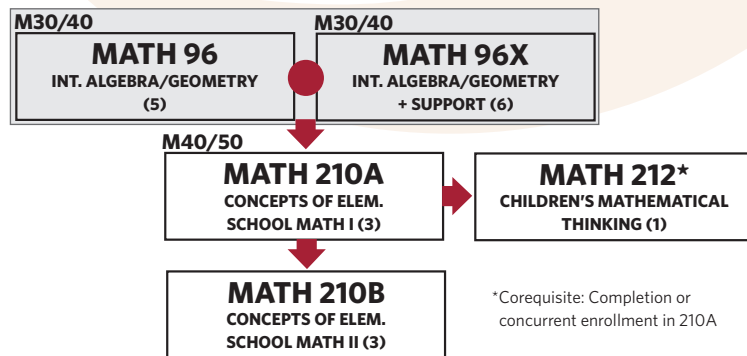 M30/40
MATH 96
INT. ALGEBRA/GEOMETRY
(5)
M30/40
MATH 96X
INT. ALGEBRA/GEOMETRY
+ SUPPORT (6)
M40/50
MATH 210A
CONCEPTS OF ELEM.
SCHOOL MATH I (3)
MATH 212*
CHILDREN'S MATHEMATICAL
THINKING (1)
MATH 210B
CONCEPTS OF ELEM.
SCHOOL MATH II (3)
*Corequisite: Completion or
concurrent enrollment in 210A